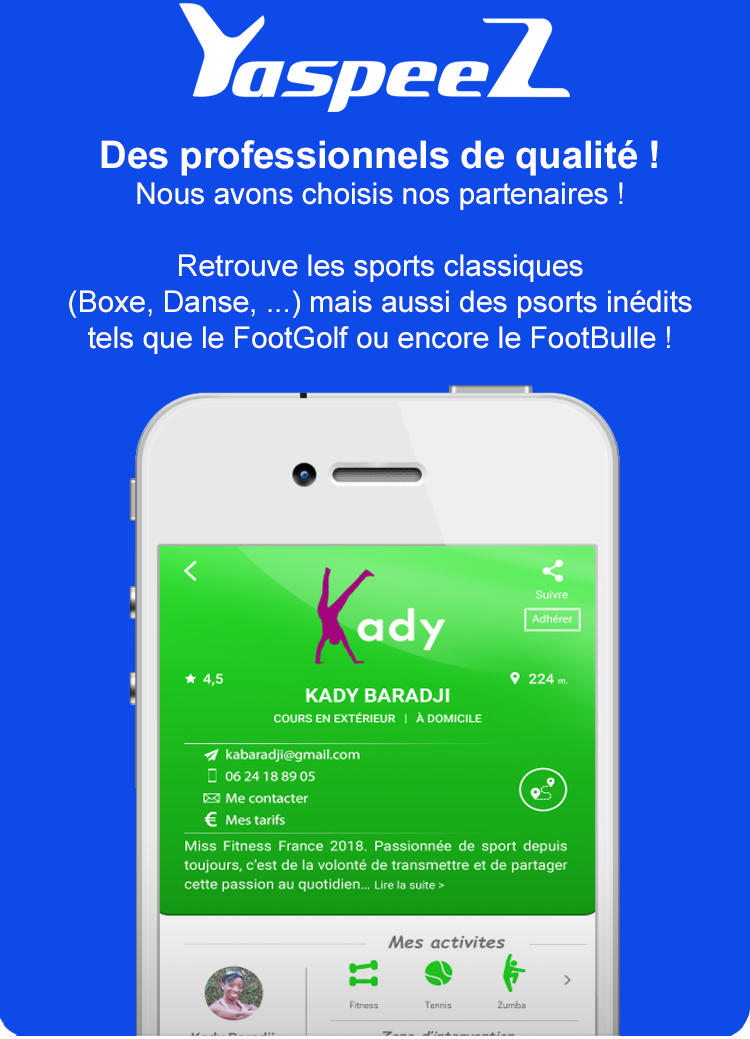 YaspeeZ
Des professionnels de qualité !
Nous avons choisis nos partenaires !
Retrouve les sports classiques
(Boxe, Danse, ...) mais aussi des psorts inédits
tels que le FootGolf ou encore le FootBulle !
Suivre
Adhérer
Kady
4,5
224 m.
KADY BARADJI
COURS EN EXTÉRIEUR | À DOMICILE
kabaradji@gmail.com
06 24 18 89 05
Me contacter
€ Mes tarifs
Miss Fitness France 2018. Passionnée de sport depuis
toujours, c'est de la volonté de transmettre et de partager
cette passion au quotidien... Lire la suite >
Mes activites
Fitness
Tennis
Zumba
Kady Baradji
Zone d'intervention